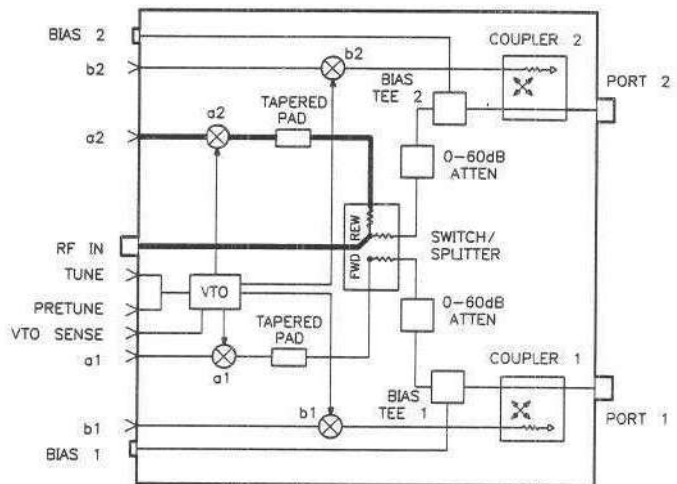 BIAS 2
b2
b2
COUPLER 2
BIAS
TEE 2
PORT 2
TAPERED
PAD
a2
a2
0-60dB
ATTEN
REW
FWD
SWITCH/
SPLITTER
RF IN
TUNE
VTO
PRETUNE
VTO SENSE
TAPERED
PAD
0-60dB
ATTEN
a1
a1
COUPLER 1
BIAS
TEE 1
PORT 1
b1
b1
BIAS 1